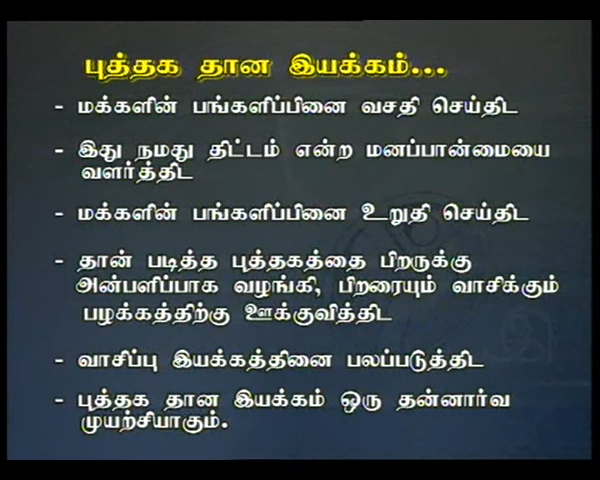 புத்தக தான இயக்கம்...
- மக்களின் பங்களிப்பினை வசதி செய்திட
- இது நமது திட்டம் என்ற மனப்பான்மையை
வளர்த்திட
- மக்களின் பங்களிப்பினை உறுதி செய்திட
- தான் படித்த புத்தகத்தை பிறருக்கு
அன்பளிப்பாக வழங்கி, பிறரையும் வாசிக்கும்
பழக்கத்திற்கு ஊக்குவித்திட
- வாசிப்பு இயக்கத்தினை பலப்படுத்திட
- புத்தக தான இயக்கம் ஒரு தன்னார்வ
முயற்சியாகும்.